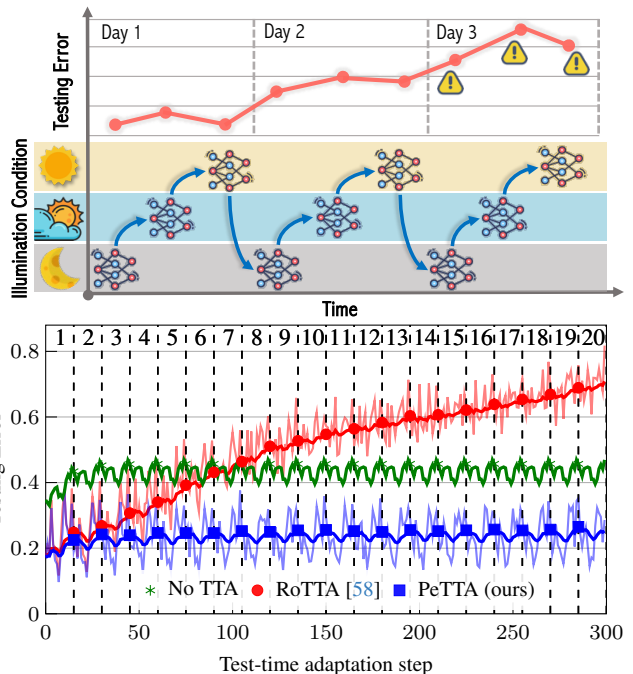 Day 1
Day 2
Day 3
Testing Error
Illumination Condition
Time
1 2 3 4 5 6 7 8 9 10 11 12 13 14 15 16 17 18 19 20
0.8
0.6
0.4
0.2
0
No TTA RoTTA [58] PeTTA (ours)
0 50 100 150 200 250 300
Test-time adaptation step